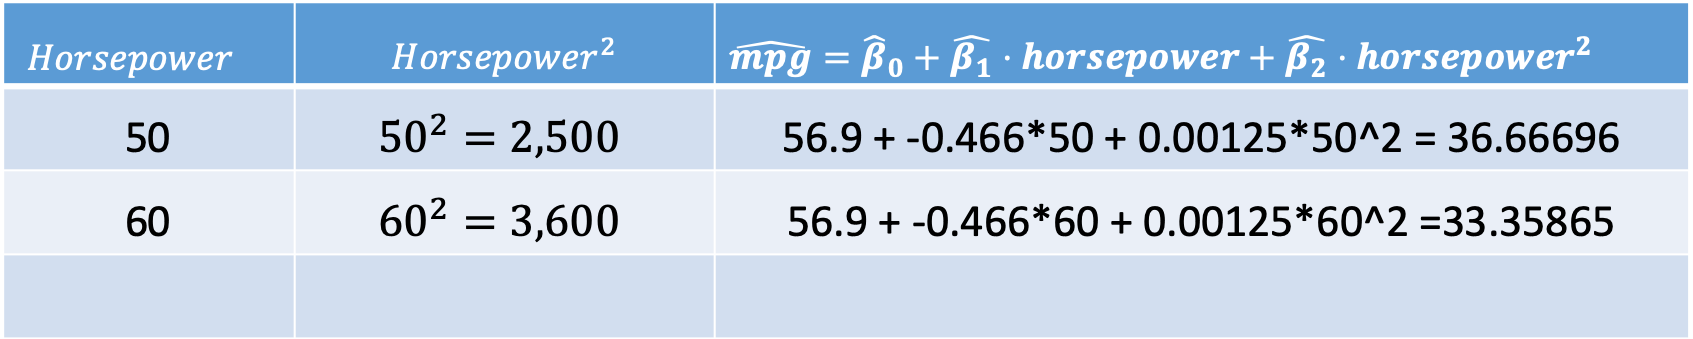 Horsepower Horsepower² m̂pg = β̂₀ + β̂₁ · horsepower + β̂₂ · horsepower²
50 50² = 2,500 56.9 + -0.466*50 + 0.00125*50^2 = 36.66696
60 60² = 3,600 56.9 + -0.466*60 + 0.00125*60^2 =33.35865